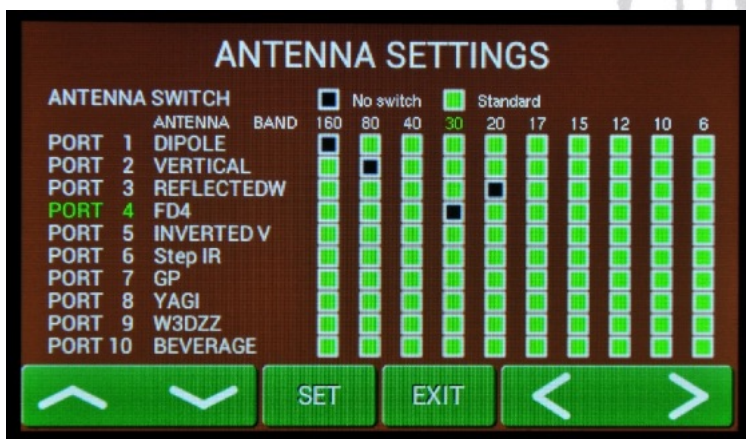 ANTENNA SETTINGS
ANTENNA SWITCH No switch Standard
ANTENNA BAND 160 80 40 30 20 17 15 12 10 6
PORT 1 DIPOLE
PORT 2 VERTICAL
PORT 3 REFLECTEDW
PORT 4 FD4
PORT 5 INVERTED V
PORT 6 Step IR
PORT 7 GP
PORT 8 YAGI
PORT 9 W3DZZ
PORT 10 BEVERAGE
SET EXIT